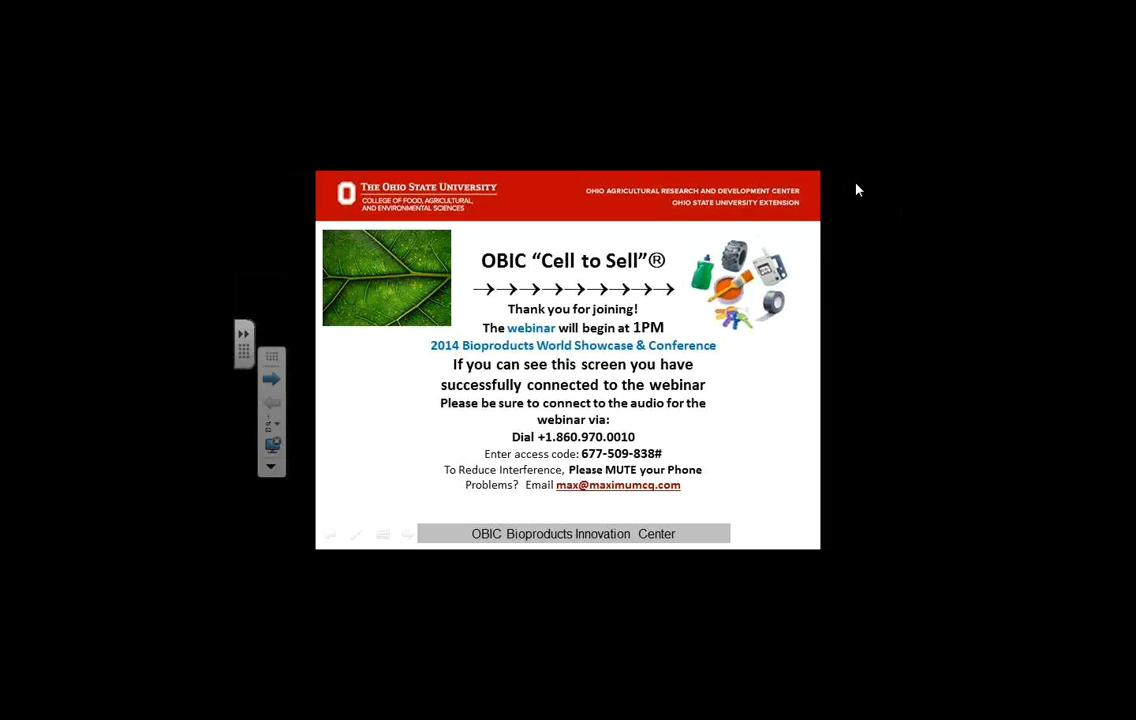 THE OHIO STATE UNIVERSITY
COLLEGE OF FOOD, AGRICULTURAL,
AND ENVIRONMENTAL SCIENCES
OHIO AGRICULTURAL RESEARCH AND DEVELOPMENT CENTER
OHIO STATE UNIVERSITY EXTENSION
OBIC “Cell to Sell”®
→→→→→→→→→
Thank you for joining!
The webinar will begin at 1PM
2014 Bioproducts World Showcase & Conference
If you can see this screen you have
successfully connected to the webinar
Please be sure to connect to the audio for the
webinar via:
Dial +1.860.970.0010
Enter access code: 677-509-838#
To Reduce Interference, Please MUTE your Phone
Problems? Email max@maximumcq.com
OBIC Bioproducts Innovation Center